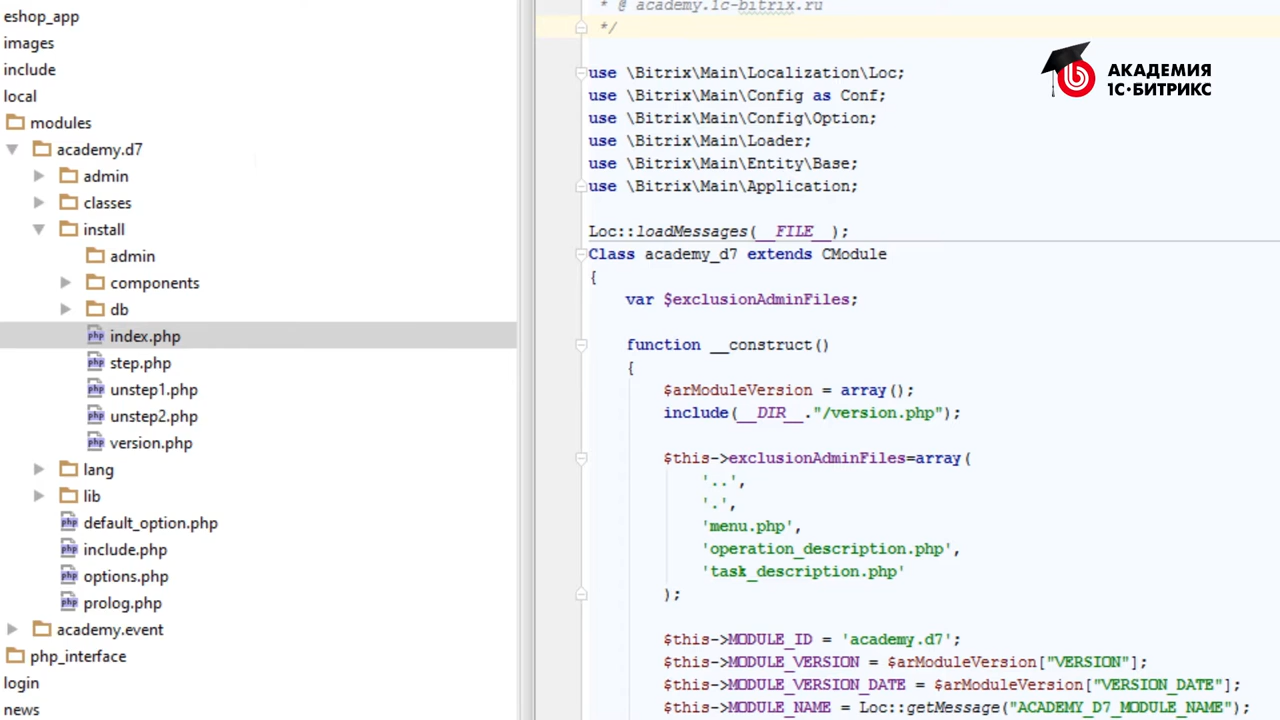 eshop_app
images
include
local
modules
academy.d7
admin
classes
install
admin
components
db
index.php
step.php
unstep1.php
unstep2.php
version.php
lang
lib
default_option.php
include.php
options.php
prolog.php
academy.event
php_interface
login
news
* @ academy.1c-bitrix.ru
*/
use \Bitrix\Main\Localization\Loc;
use \Bitrix\Main\Config as Conf;
use \Bitrix\Main\Config\Option;
use \Bitrix\Main\Loader;
use \Bitrix\Main\Entity\Base;
use \Bitrix\Main\Application;
Loc::loadMessages(__FILE__);
Class academy_d7 extends CModule
{
var $exclusionAdminFiles;
function __construct()
{
$arModuleVersion = array();
include(__DIR__."/version.php");
$this->exclusionAdminFiles=array(
'..',
'.',
'menu.php',
'operation_description.php',
'task_description.php'
);
$this->MODULE_ID = 'academy.d7';
$this->MODULE_VERSION = $arModuleVersion["VERSION"];
$this->MODULE_VERSION_DATE = $arModuleVersion["VERSION_DATE"];
$this->MODULE_NAME = Loc::getMessage("ACADEMY_D7_MODULE_NAME");
АКАДЕМИЯ
1С·БИТРИКС